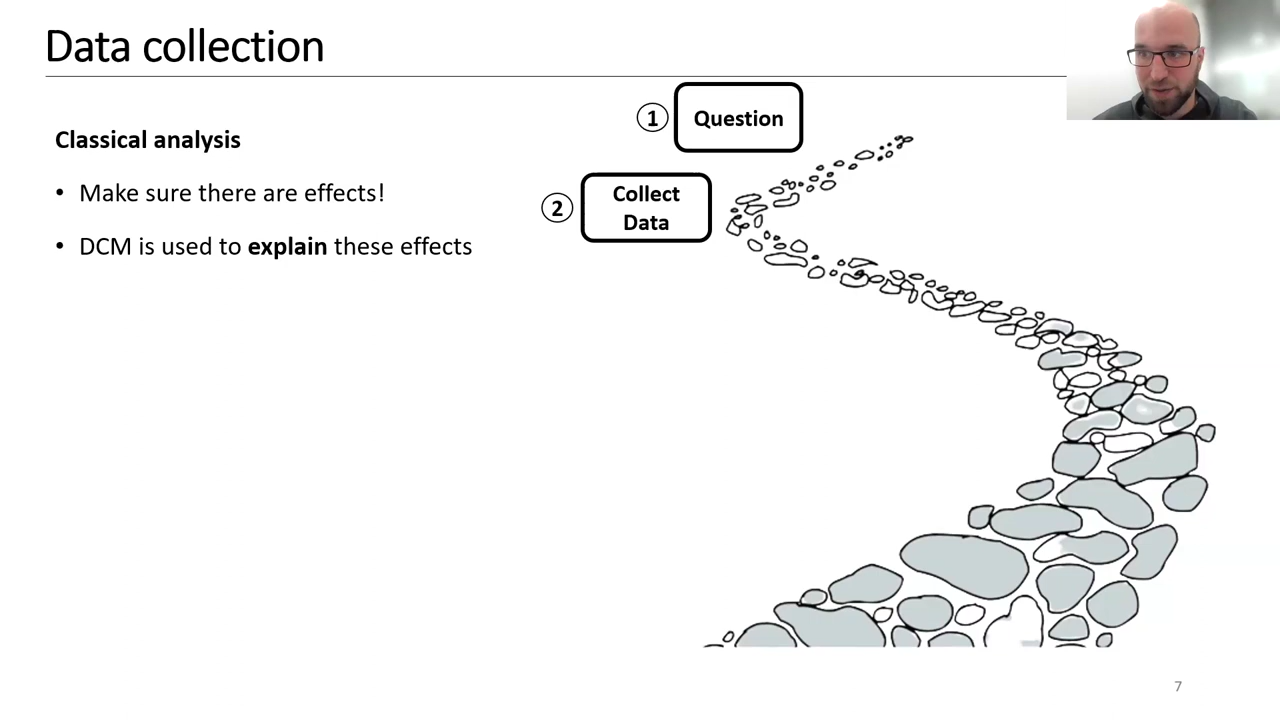 Data collection
Classical analysis
• Make sure there are effects!
• DCM is used to explain these effects
1 Question
2 Collect
Data
7